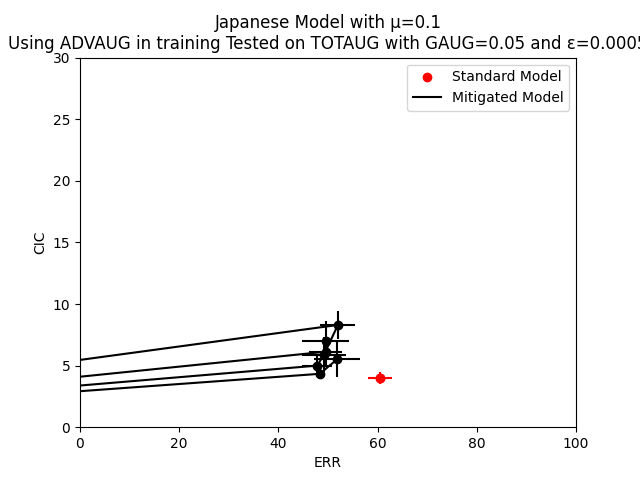 Japanese Model with μ=0.1
Using ADVAUG in training Tested on TOTAUG with GAUG=0.05 and ε=0.0005
Standard Model
Mitigated Model
CIC
30
25
20
15
10
5
0
0 20 40 60 80 100
ERR